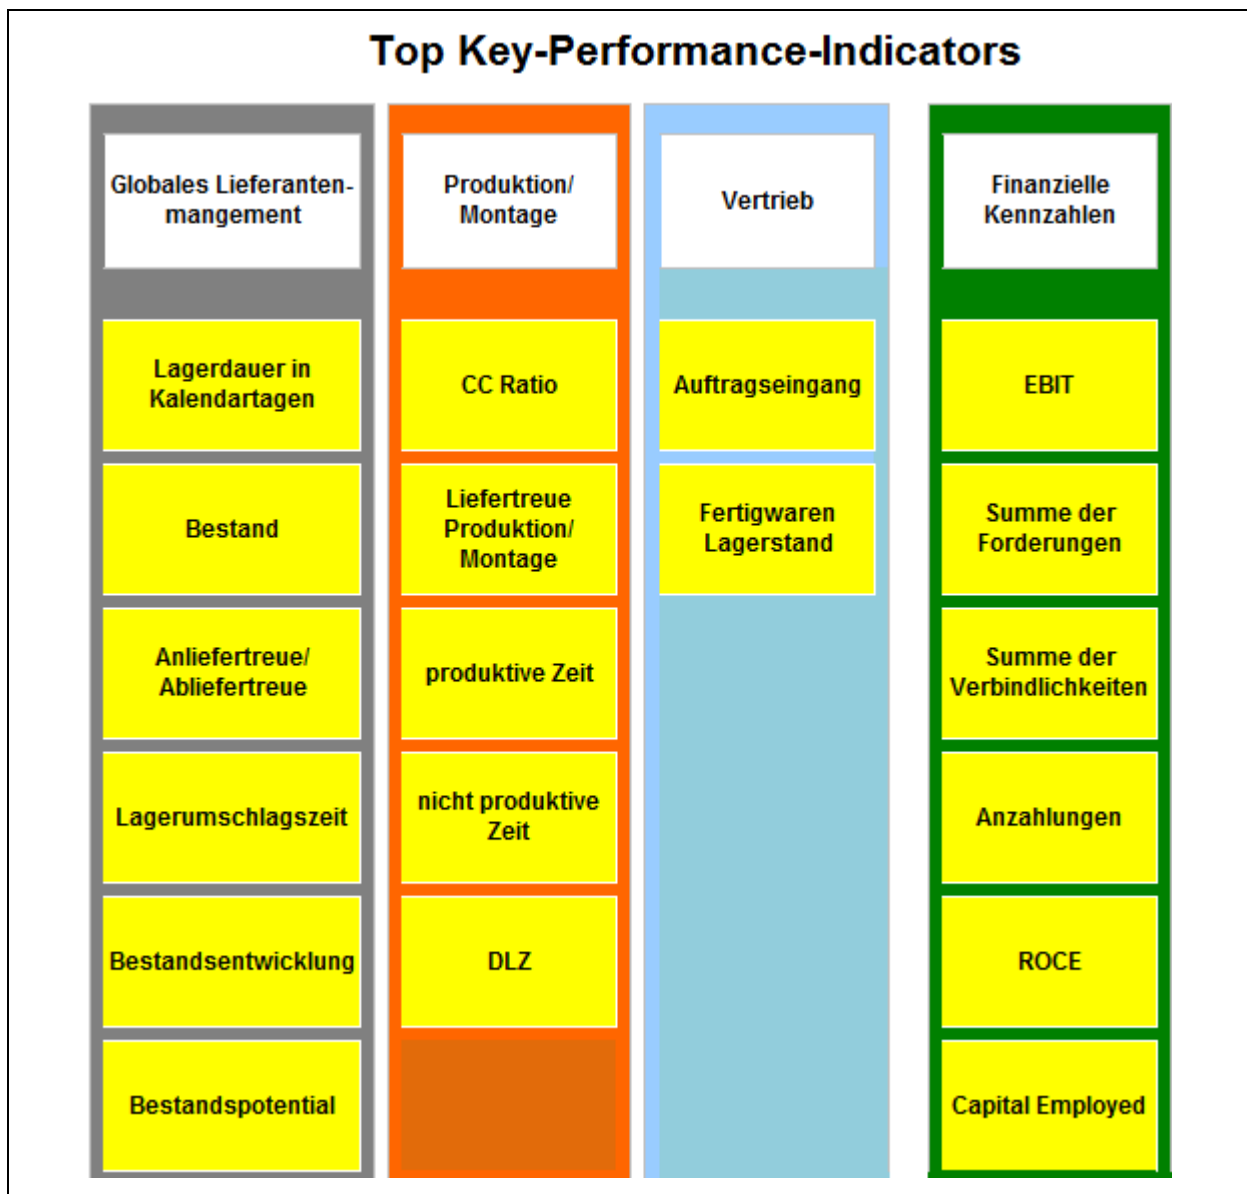 Top Key-Performance-Indicators
Globales Lieferanten-
mangement
Lagerdauer in
Kalendartagen
Bestand
Anliefertreue/
Abliefertreue
Lagerumschlagszeit
Bestandsentwicklung
Bestandspotential
Produktion/
Montage
CC Ratio
Liefertreue
Produktion/
Montage
produktive Zeit
nicht produktive
Zeit
DLZ
Vertrieb
Auftragseingang
Fertigwaren
Lagerstand
Finanzielle
Kennzahlen
EBIT
Summe der
Forderungen
Summe der
Verbindlichkeiten
Anzahlungen
ROCE
Capital Employed